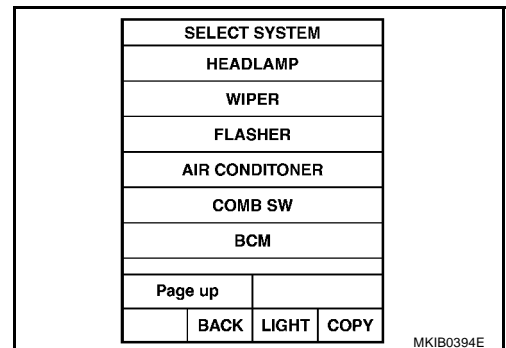 SELECT SYSTEM
HEADLAMP
WIPER
FLASHER
AIR CONDITONER
COMB SW
BCM
Page up
BACK LIGHT COPY
MKIB0394E